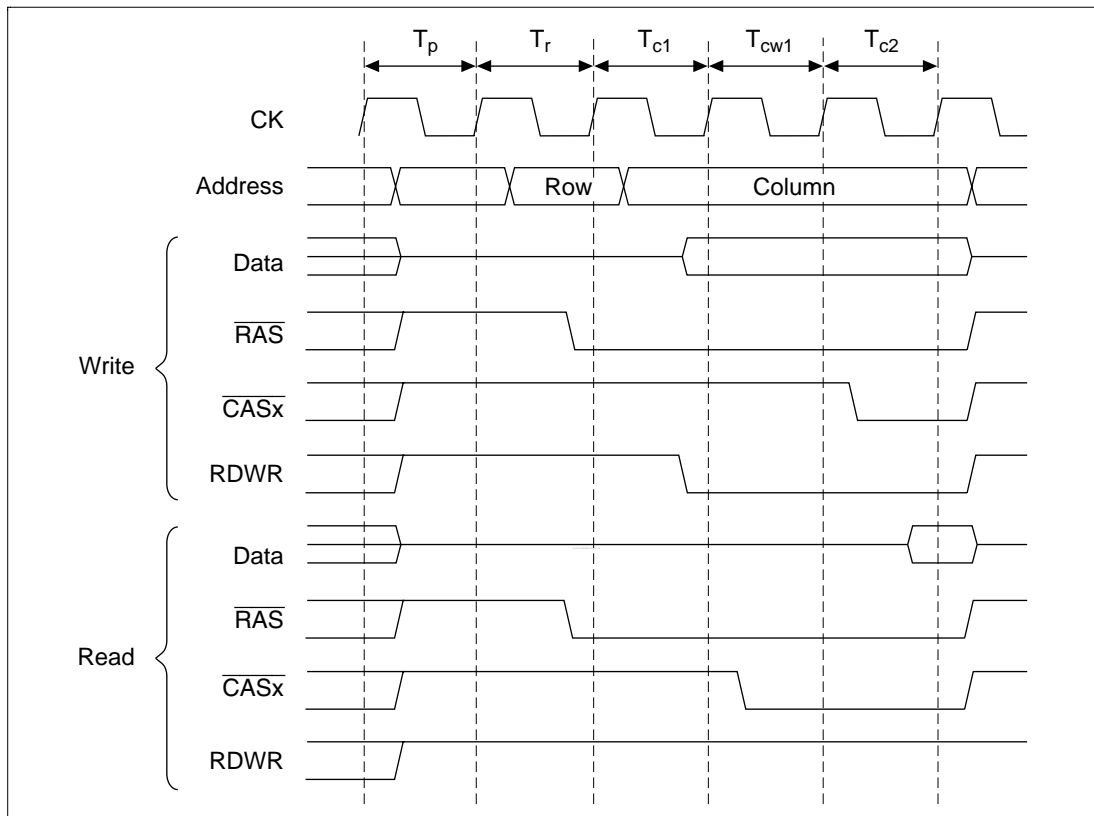 Tp Tr Tc1 Tcw1 Tc2
CK
Address Row Column
Data
RAS
Write
CASx
RDWR
Data
RAS
Read
CASx
RDWR